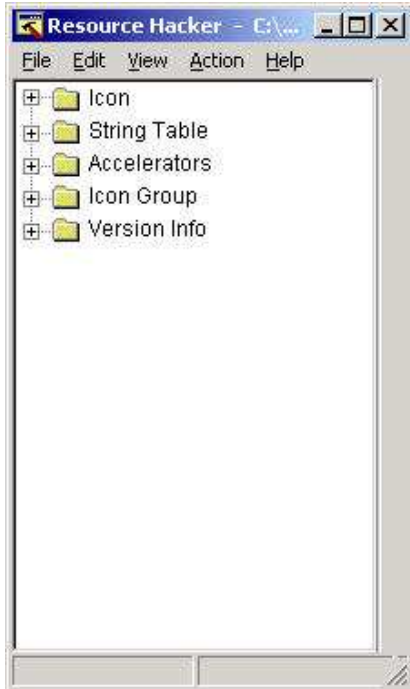 Resource Hacker - C:\...
File Edit View Action Help
Icon
String Table
Accelerators
Icon Group
Version Info